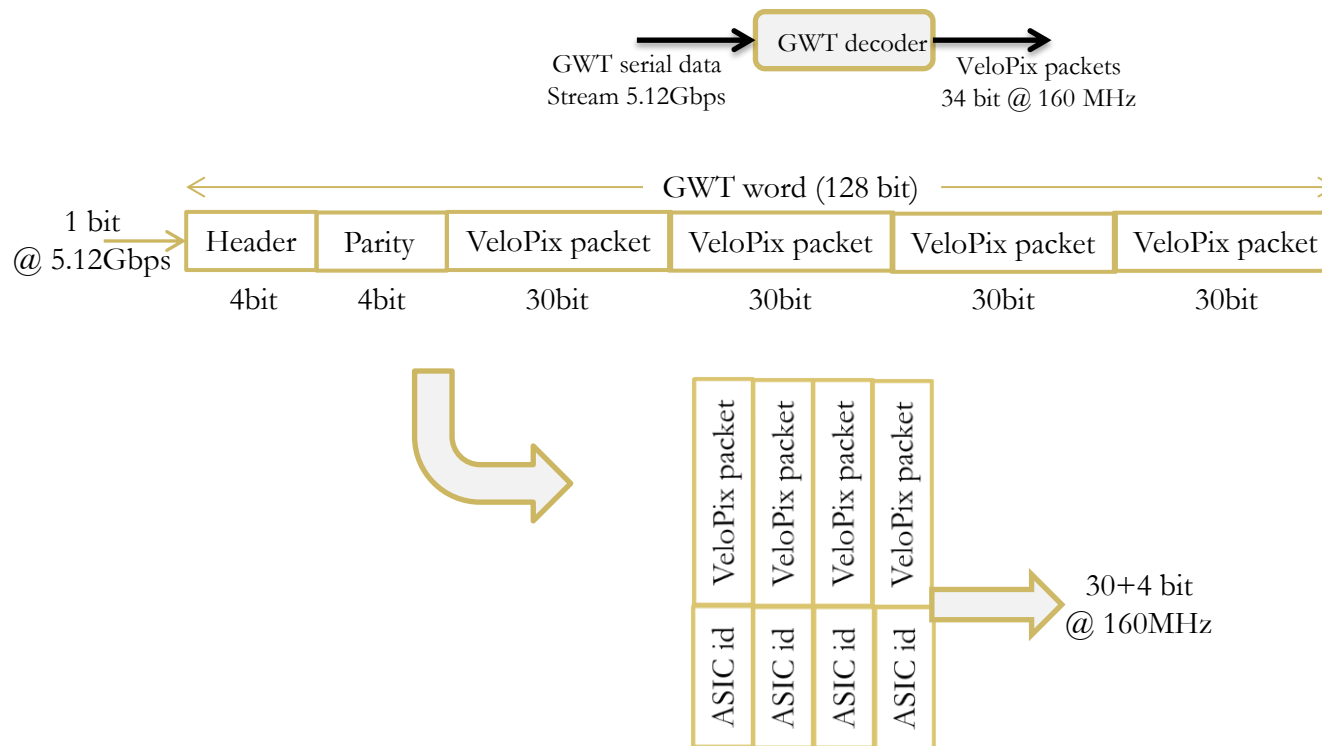 GWT decoder
GWT serial data
Stream 5.12Gbps
VeloPix packets
34 bit @ 160 MHz
GWT word (128 bit)
1 bit
@ 5.12Gbps
Header
Parity
VeloPix packet
VeloPix packet
VeloPix packet
VeloPix packet
4bit
4bit
30bit
30bit
30bit
30bit
VeloPix packet
VeloPix packet
VeloPix packet
VeloPix packet
ASIC id
ASIC id
ASIC id
ASIC id
30+4 bit
@ 160MHz